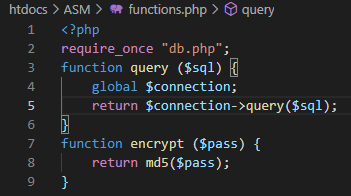 htdocs > ASM > functions.php > query
1 <?php
2 require_once "db.php";
3 function query ($sql) {
4 global $connection;
5 return $connection->query($sql);
6 }
7 function encrypt ($pass) {
8 return md5($pass);
9 }